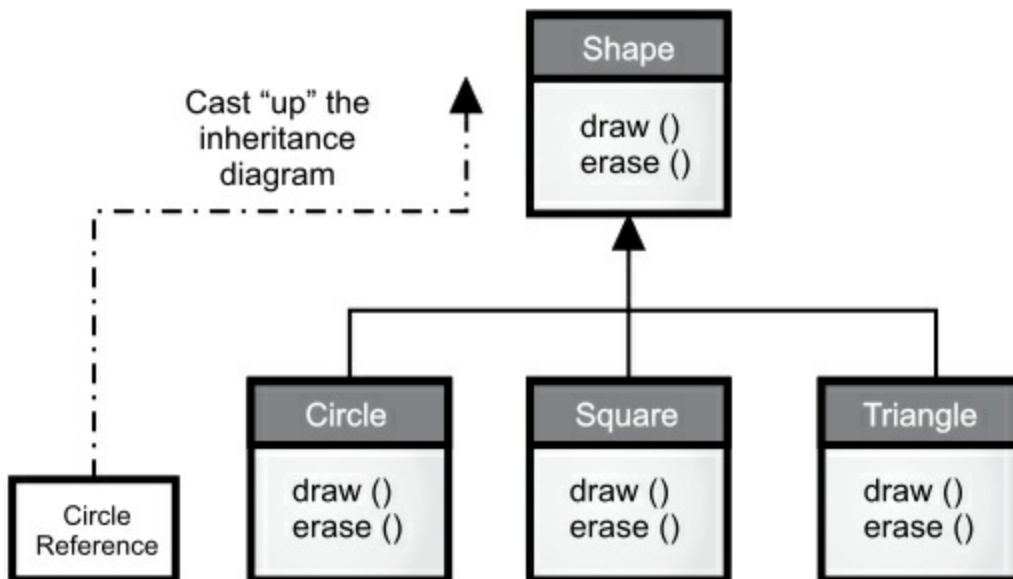 Shape
draw ()
erase ()
Cast “up” the
inheritance
diagram
Circle
draw ()
erase ()
Square
draw ()
erase ()
Triangle
draw ()
erase ()
Circle
Reference